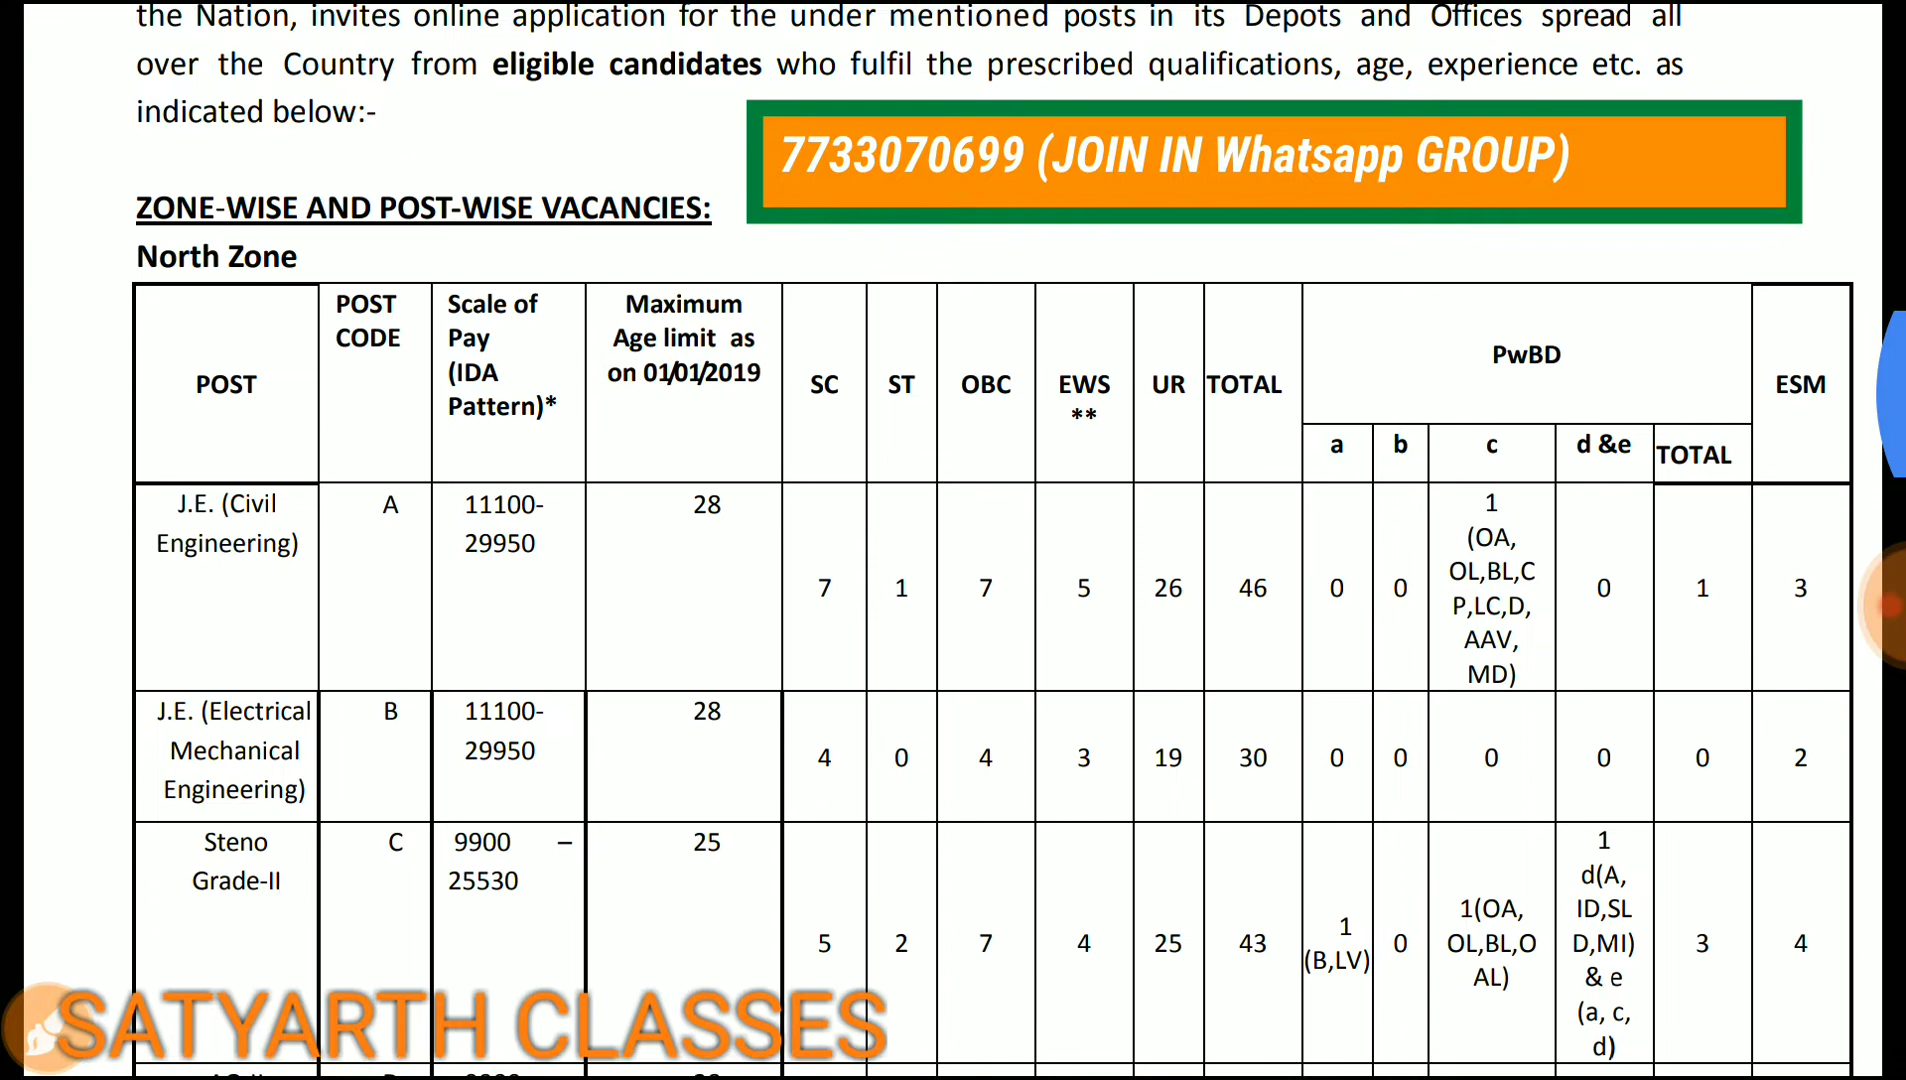 the Nation, invites online application for the under mentioned posts in its Depots and Offices spread all
over the Country from eligible candidates who fulfil the prescribed qualifications, age, experience etc. as
indicated below:-
7733070699 (JOIN IN Whatsapp GROUP)
ZONE-WISE AND POST-WISE VACANCIES:
North Zone
POST POST CODE Scale of Pay (IDA Pattern)* Maximum Age limit as on 01/01/2019 SC ST OBC EWS ** UR TOTAL PwBD ESM
a b c d &e TOTAL
J.E. (Civil Engineering) A 11100-29950 28 7 1 7 5 26 46 0 0 1 (OA, OL,BL,C P,LC,D, AAV, MD) 0 1 3
J.E. (Electrical Mechanical Engineering) B 11100-29950 28 4 0 4 3 19 30 0 0 0 0 0 2
Steno Grade-II C 9900 – 25530 25 5 2 7 4 25 43 1 (B,LV) 0 1(OA, OL,BL,O AL) 1 d(A, ID,SL D,MI) & e (a, c, d) 3 4
SATYARTH CLASSES